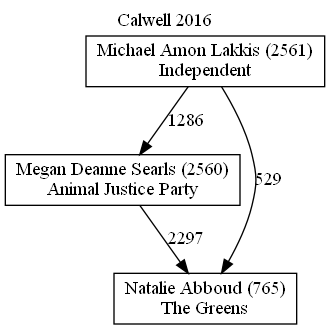 Calwell 2016
Michael Amon Lakkis (2561)
Independent
1286
Megan Deanne Searls (2560)
Animal Justice Party
529
2297
Natalie Abboud (765)
The Greens